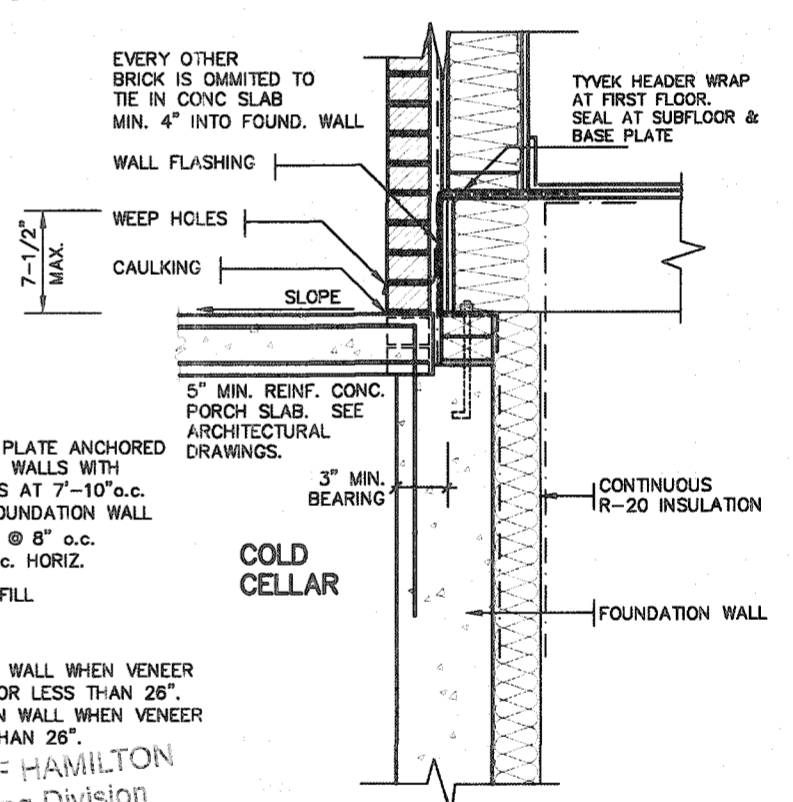 EVERY OTHER
BRICK IS OMMITED TO
TIE IN CONC SLAB
MIN. 4" INTO FOUND. WALL
TYVEK HEADER WRAP
AT FIRST FLOOR.
SEAL AT SUBFLOOR &
BASE PLATE
WALL FLASHING
WEEP HOLES
7-1/2"
MAX.
CAULKING
SLOPE
5" MIN. REINF. CONC.
PORCH SLAB. SEE
ARCHITECTURAL
DRAWINGS.
PLATE ANCHORED
WALLS WITH
S AT 7'-10"o.c.
OUNDATION WALL
@ 8" o.c.
c. HORIZ.
FILL
3" MIN.
BEARING
CONTINUOUS
R-20 INSULATION
COLD
CELLAR
FOUNDATION WALL
WALL WHEN VENEER
OR LESS THAN 26".
N WALL WHEN VENEER
HAN 26".
F HAMILTON
ng Division